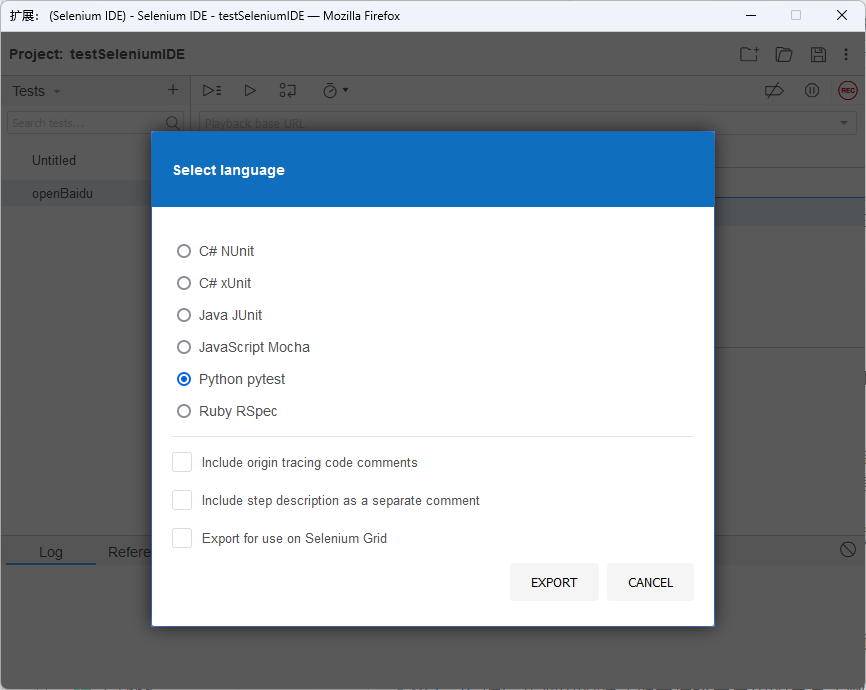 扩展： (Selenium IDE) - Selenium IDE - testSeleniumIDE — Mozilla Firefox
Project: testSeleniumIDE
Tests
REC
Search tests...
Playback base URL
Untitled
openBaidu
Select language
C# NUnit
C# xUnit
Java JUnit
JavaScript Mocha
Python pytest
Ruby RSpec
Include origin tracing code comments
Include step description as a separate comment
Export for use on Selenium Grid
EXPORT CANCEL
Log Refere